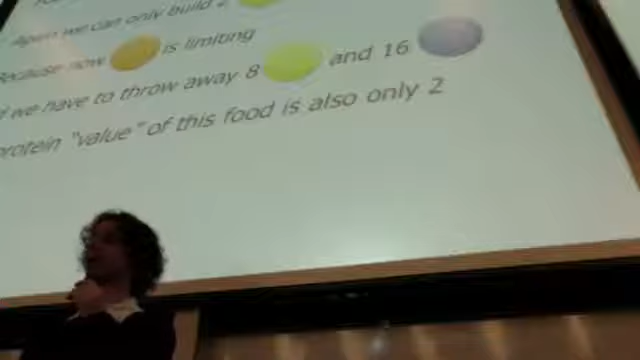 Again we can only build 2
because now is limiting
we have to throw away 8 and 16
protein "value" of this food is also only 2